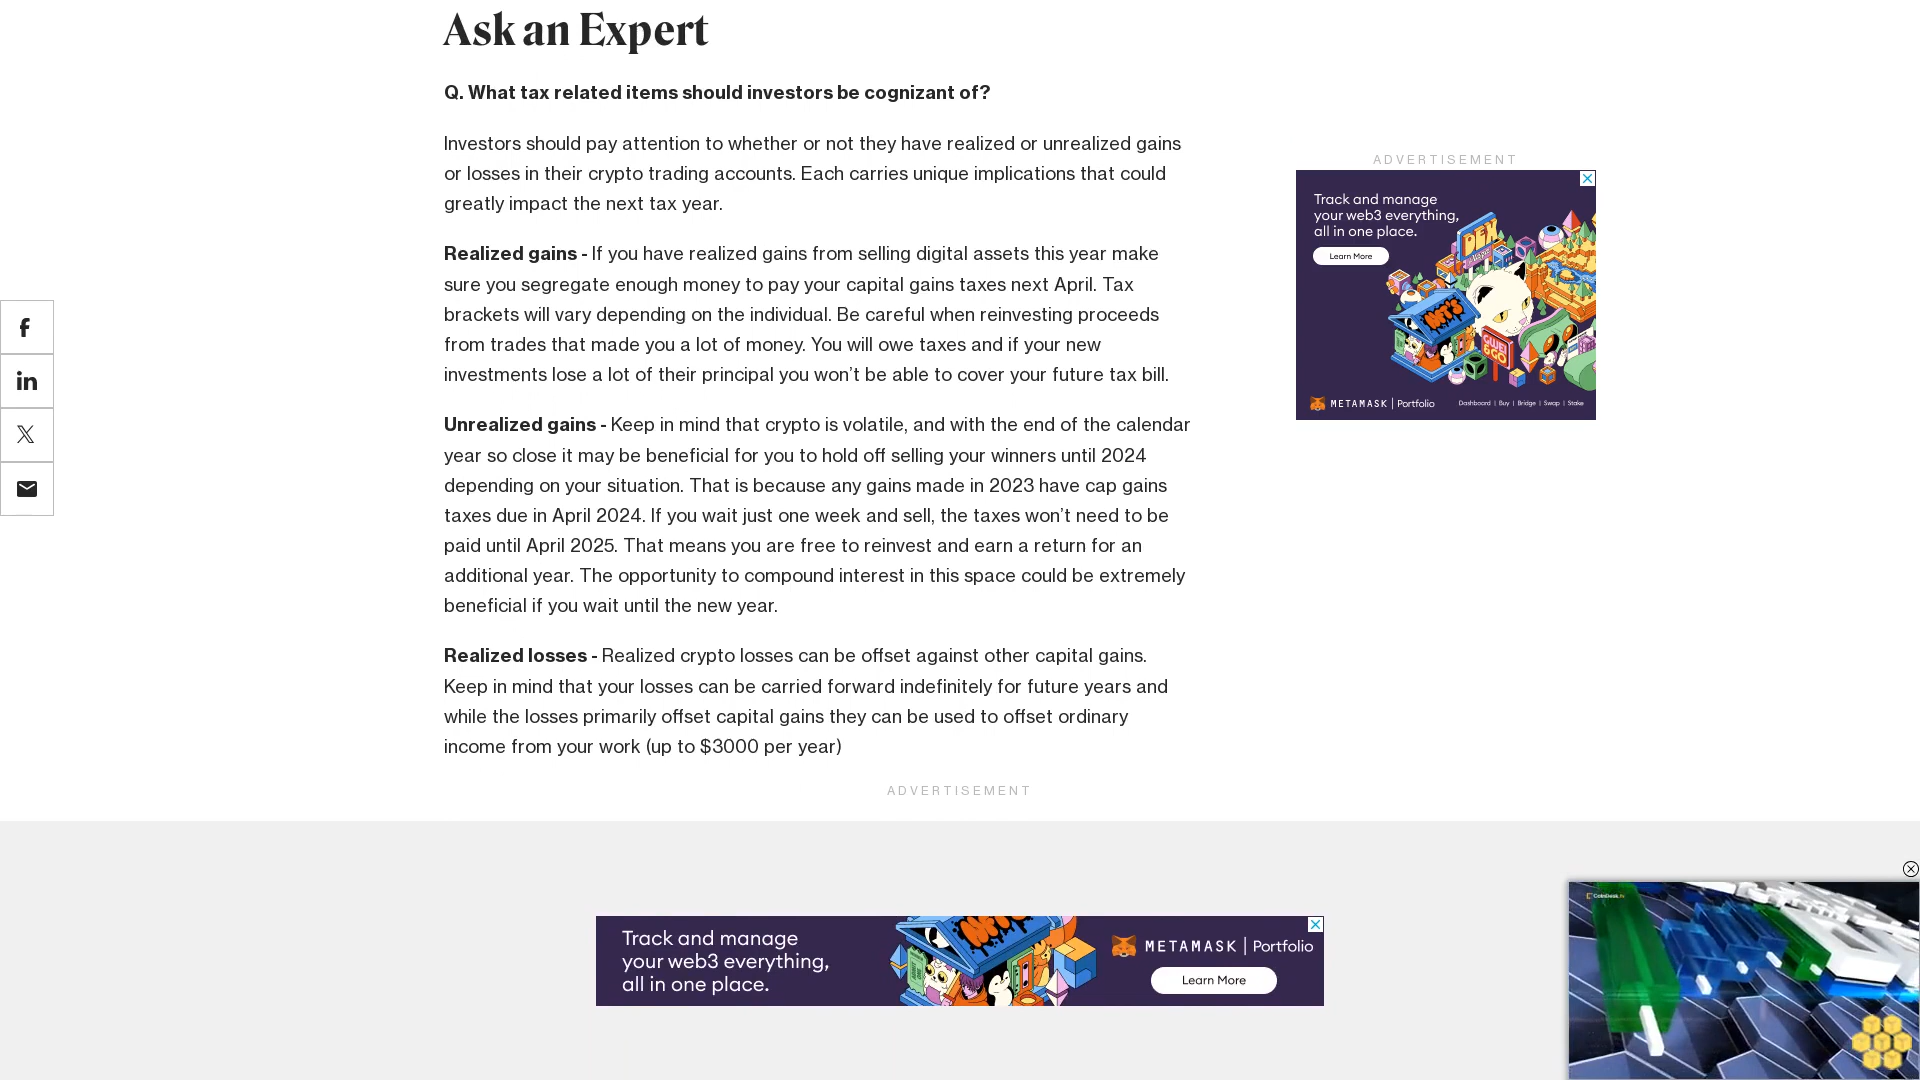 Ask an Expert
Q. What tax related items should investors be cognizant of?
Investors should pay attention to whether or not they have realized or unrealized gains
or losses in their crypto trading accounts. Each carries unique implications that could
greatly impact the next tax year.
Realized gains - If you have realized gains from selling digital assets this year make
sure you segregate enough money to pay your capital gains taxes next April. Tax
brackets will vary depending on the individual. Be careful when reinvesting proceeds
from trades that made you a lot of money. You will owe taxes and if your new
investments lose a lot of their principal you won’t be able to cover your future tax bill.
Unrealized gains - Keep in mind that crypto is volatile, and with the end of the calendar
year so close it may be beneficial for you to hold off selling your winners until 2024
depending on your situation. That is because any gains made in 2023 have cap gains
taxes due in April 2024. If you wait just one week and sell, the taxes won’t need to be
paid until April 2025. That means you are free to reinvest and earn a return for an
additional year. The opportunity to compound interest in this space could be extremely
beneficial if you wait until the new year.
Realized losses - Realized crypto losses can be offset against other capital gains.
Keep in mind that your losses can be carried forward indefinitely for future years and
while the losses primarily offset capital gains they can be used to offset ordinary
income from your work (up to $3000 per year)
ADVERTISEMENT
Track and manage
your web3 everything,
all in one place.
Learn More
DEX
NFT'S
GWEI
& GO
METAMASK | Portfolio
Dashboard | Buy | Bridge | Swap | Stake
ADVERTISEMENT
Track and manage
your web3 everything,
all in one place.
NFT'S
METAMASK | Portfolio
Learn More